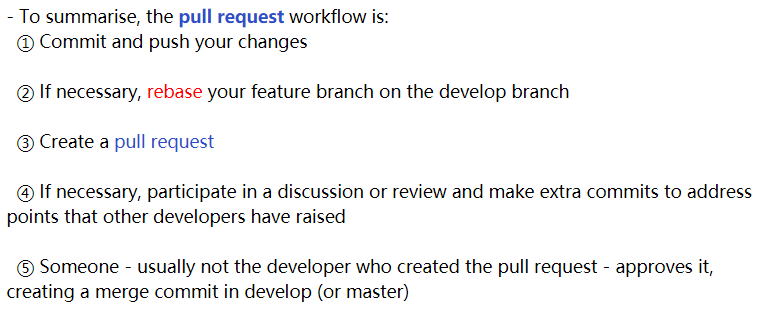 - To summarise, the pull request workflow is:
① Commit and push your changes
② If necessary, rebase your feature branch on the develop branch
③ Create a pull request
④ If necessary, participate in a discussion or review and make extra commits to address
points that other developers have raised
⑤ Someone - usually not the developer who created the pull request - approves it,
creating a merge commit in develop (or master)